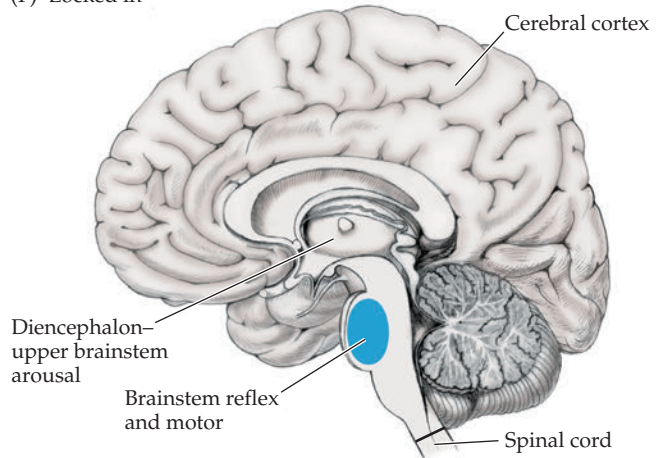 Cerebral cortex
Diencephalon–
upper brainstem
arousal
Brainstem reflex
and motor
Spinal cord